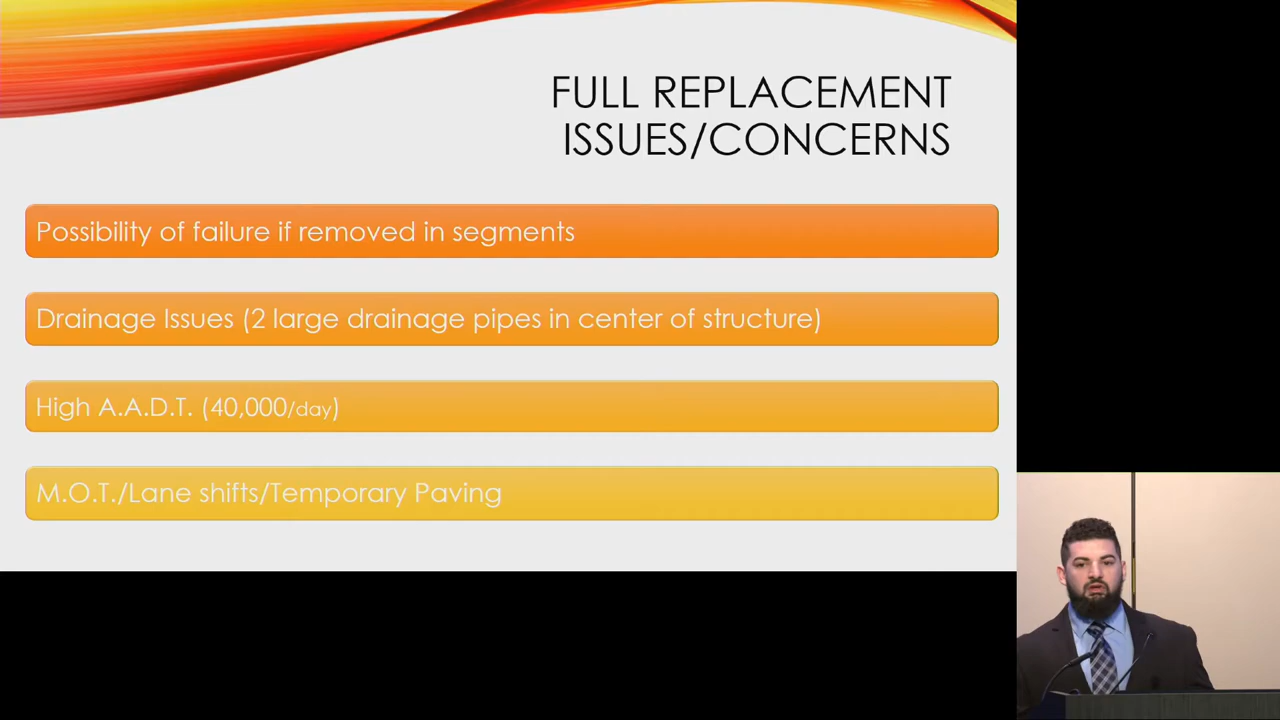 FULL REPLACEMENT
ISSUES/CONCERNS
Possibility of failure if removed in segments
Drainage Issues (2 large drainage pipes in center of structure)
High A.A.D.T. (40,000/day)
M.O.T./Lane shifts/Temporary Paving